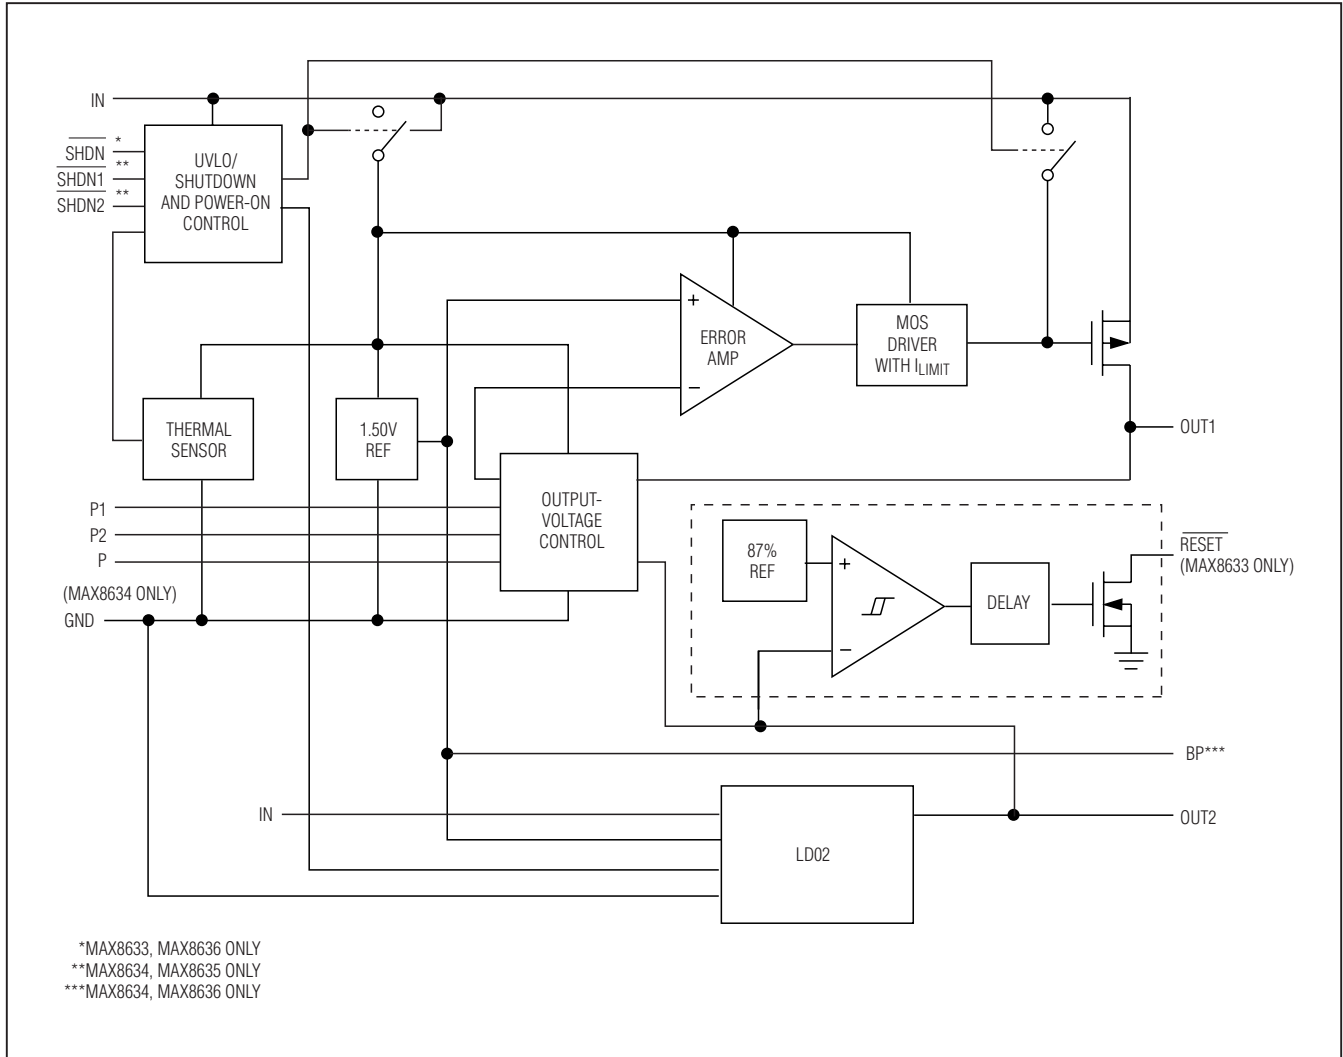 IN
SHDN *
SHDN1 **
SHDN2 **
UVLO/
SHUTDOWN
AND POWER-ON
CONTROL
+
ERROR
AMP
−
MOS
DRIVER
WITH ILIMIT
THERMAL
SENSOR
1.50V
REF
OUT1
P1
P2
P
(MAX8634 ONLY)
GND
OUTPUT-
VOLTAGE
CONTROL
87%
REF
+
−
DELAY
RESET
(MAX8633 ONLY)
BP***
IN
LD02
OUT2
*MAX8633, MAX8636 ONLY
**MAX8634, MAX8635 ONLY
***MAX8634, MAX8636 ONLY